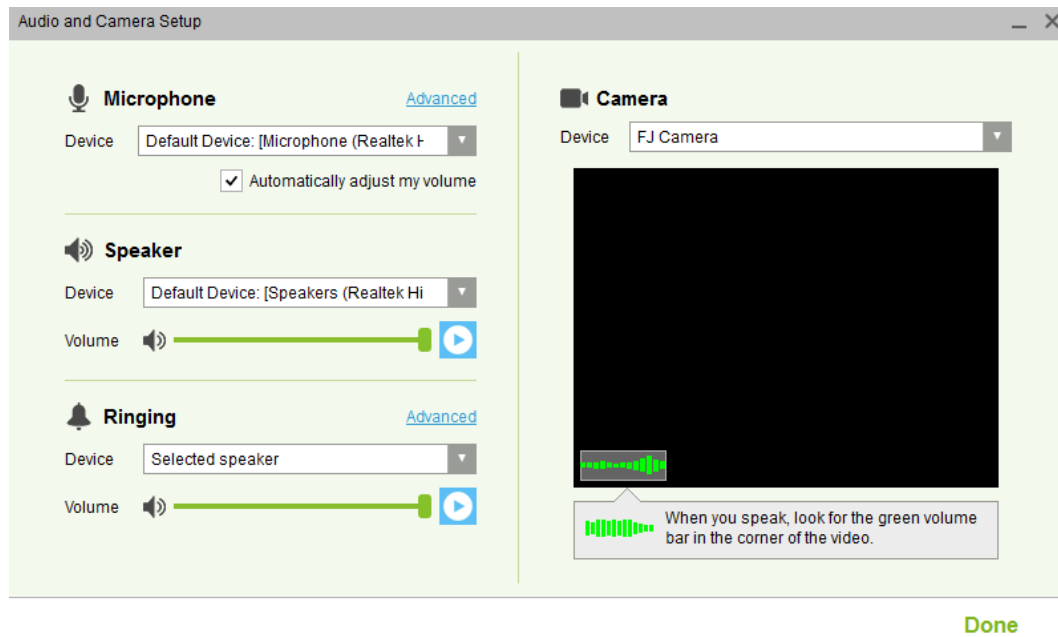 Audio and Camera Setup
Microphone
Advanced
Device
Default Device: [Microphone (Realtek H
Automatically adjust my volume
Speaker
Device
Default Device: [Speakers (Realtek Hi
Volume
Ringing
Advanced
Device
Selected speaker
Volume
Camera
Device
FJ Camera
When you speak, look for the green volume
bar in the corner of the video.
Done